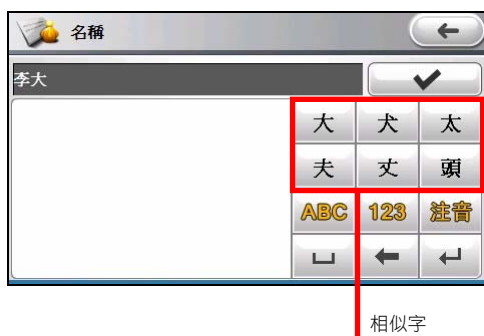 名稱
李大
大 犬 太
夫 丈 頭
ABC 123 注音
相似字